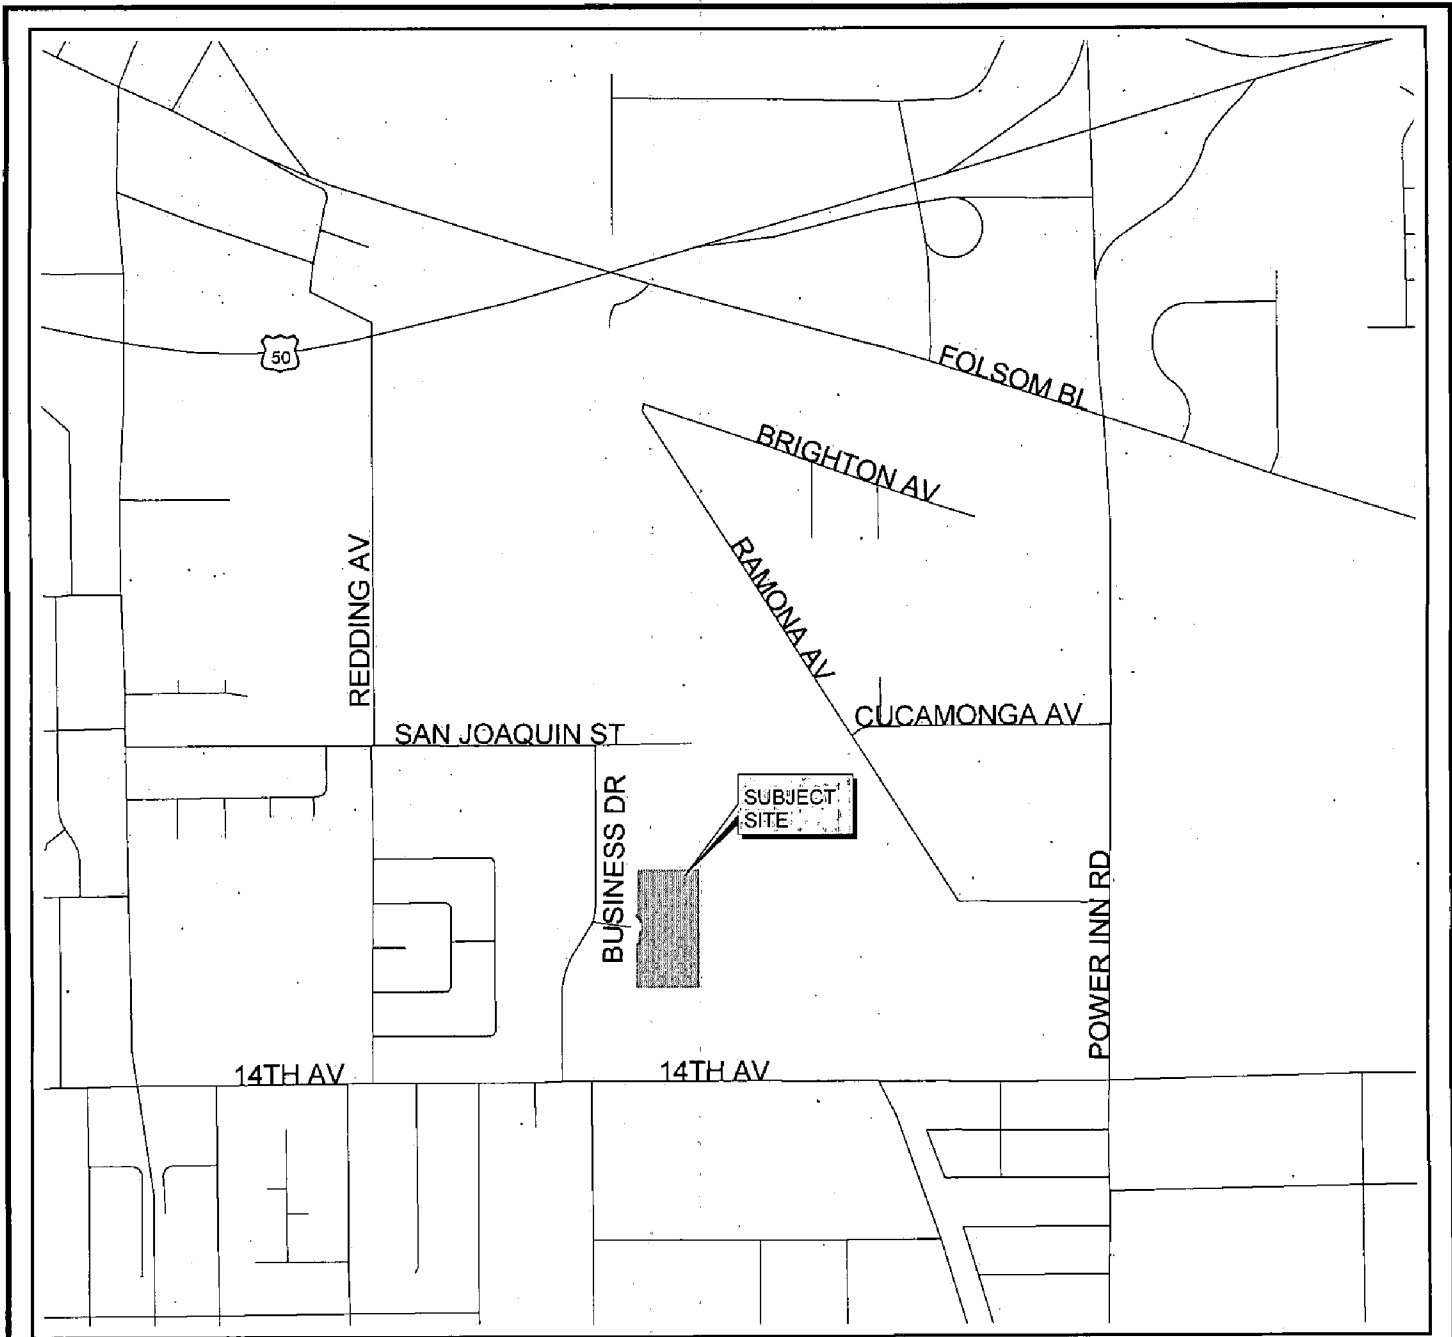 50
FOLSOM BL
BRIGHTON AV
RAMONA AV
REDDING AV
CUCAMONGA AV
SAN JOAQUIN ST
SUBJECT
SITE
BUSINESS DR
POWER INN RD
14TH AV
14TH AV